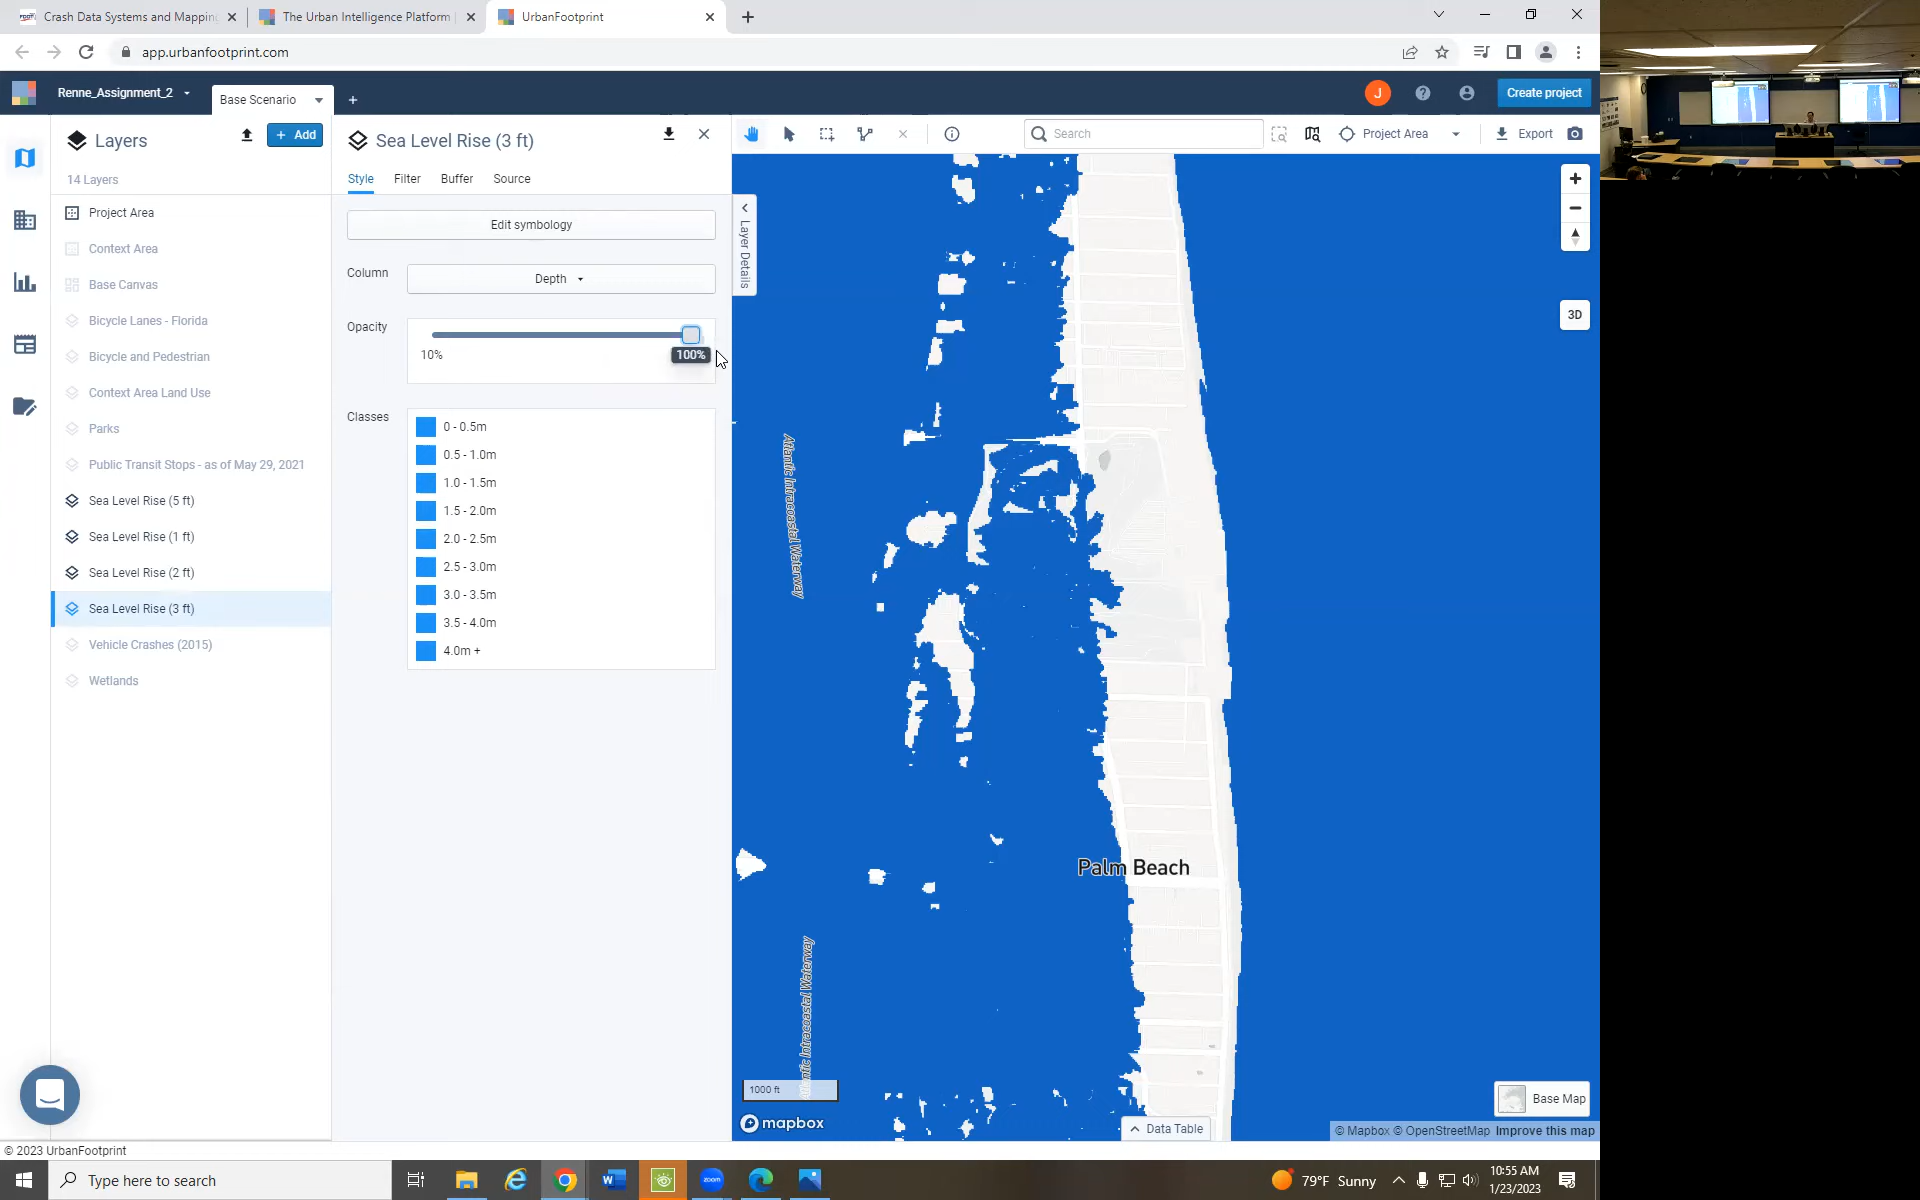 Crash Data Systems and Mapping
The Urban Intelligence Platform
UrbanFootprint
app.urbanfootprint.com
Renne_Assignment_2
Base Scenario
J
Create project
Layers
Add
14 Layers
Project Area
Context Area
Base Canvas
Bicycle Lanes - Florida
Bicycle and Pedestrian
Context Area Land Use
Parks
Public Transit Stops - as of May 29, 2021
Sea Level Rise (5 ft)
Sea Level Rise (1 ft)
Sea Level Rise (2 ft)
Sea Level Rise (3 ft)
Vehicle Crashes (2015)
Wetlands
Sea Level Rise (3 ft)
Style Filter Buffer Source
Edit symbology
Column
Depth
Opacity
10%
100%
Classes
0 - 0.5m
0.5 - 1.0m
1.0 - 1.5m
1.5 - 2.0m
2.0 - 2.5m
2.5 - 3.0m
3.0 - 3.5m
3.5 - 4.0m
4.0m +
Search
Project Area
Export
Layer Details
3D
Atlantic Intracoastal Waterway
Palm Beach
Atlantic Intracoastal Waterway
1000 ft
mapbox
Data Table
Base Map
© Mapbox © OpenStreetMap Improve this map
© 2023 UrbanFootprint
Type here to search
zoom
79°F Sunny
10:55 AM
1/23/2023